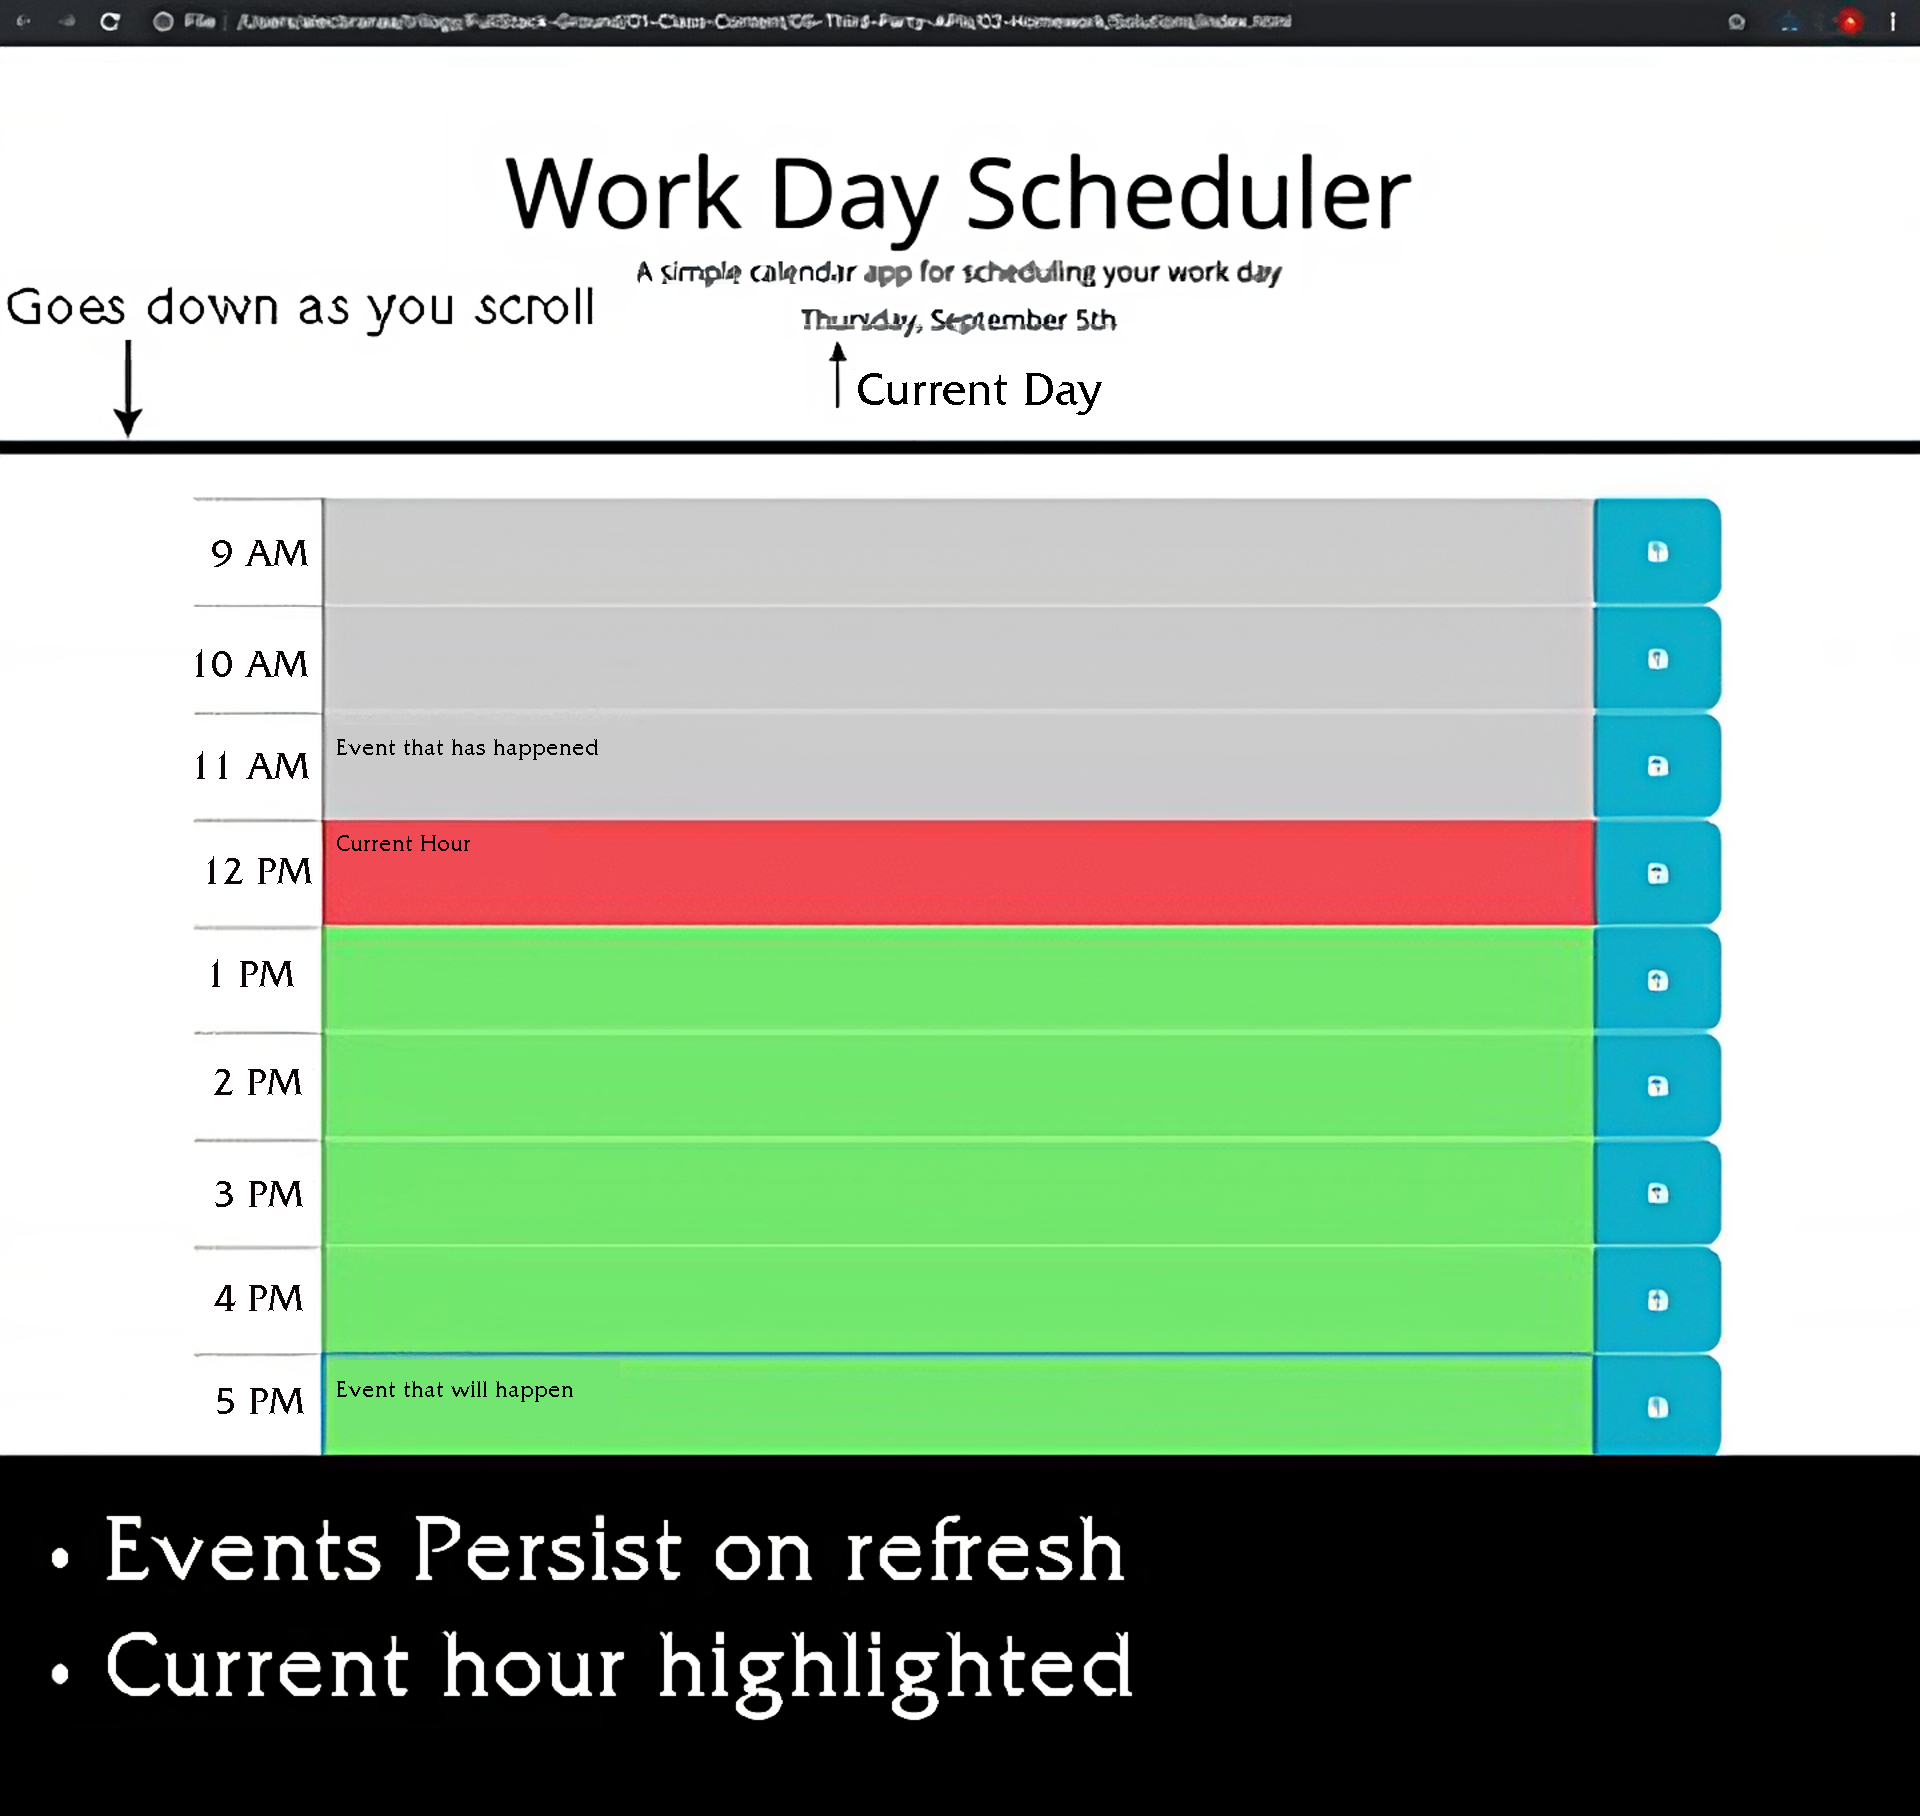 File
Work Day Scheduler
A simple calendar app for scheduling your work day
Goes down as you scroll
Thursday, September 5th
Current Day
9 AM
10 AM
11 AM
Event that has happened
12 PM
Current Hour
1 PM
2 PM
3 PM
4 PM
5 PM
Event that will happen
• Events Persist on refresh
• Current hour highlighted